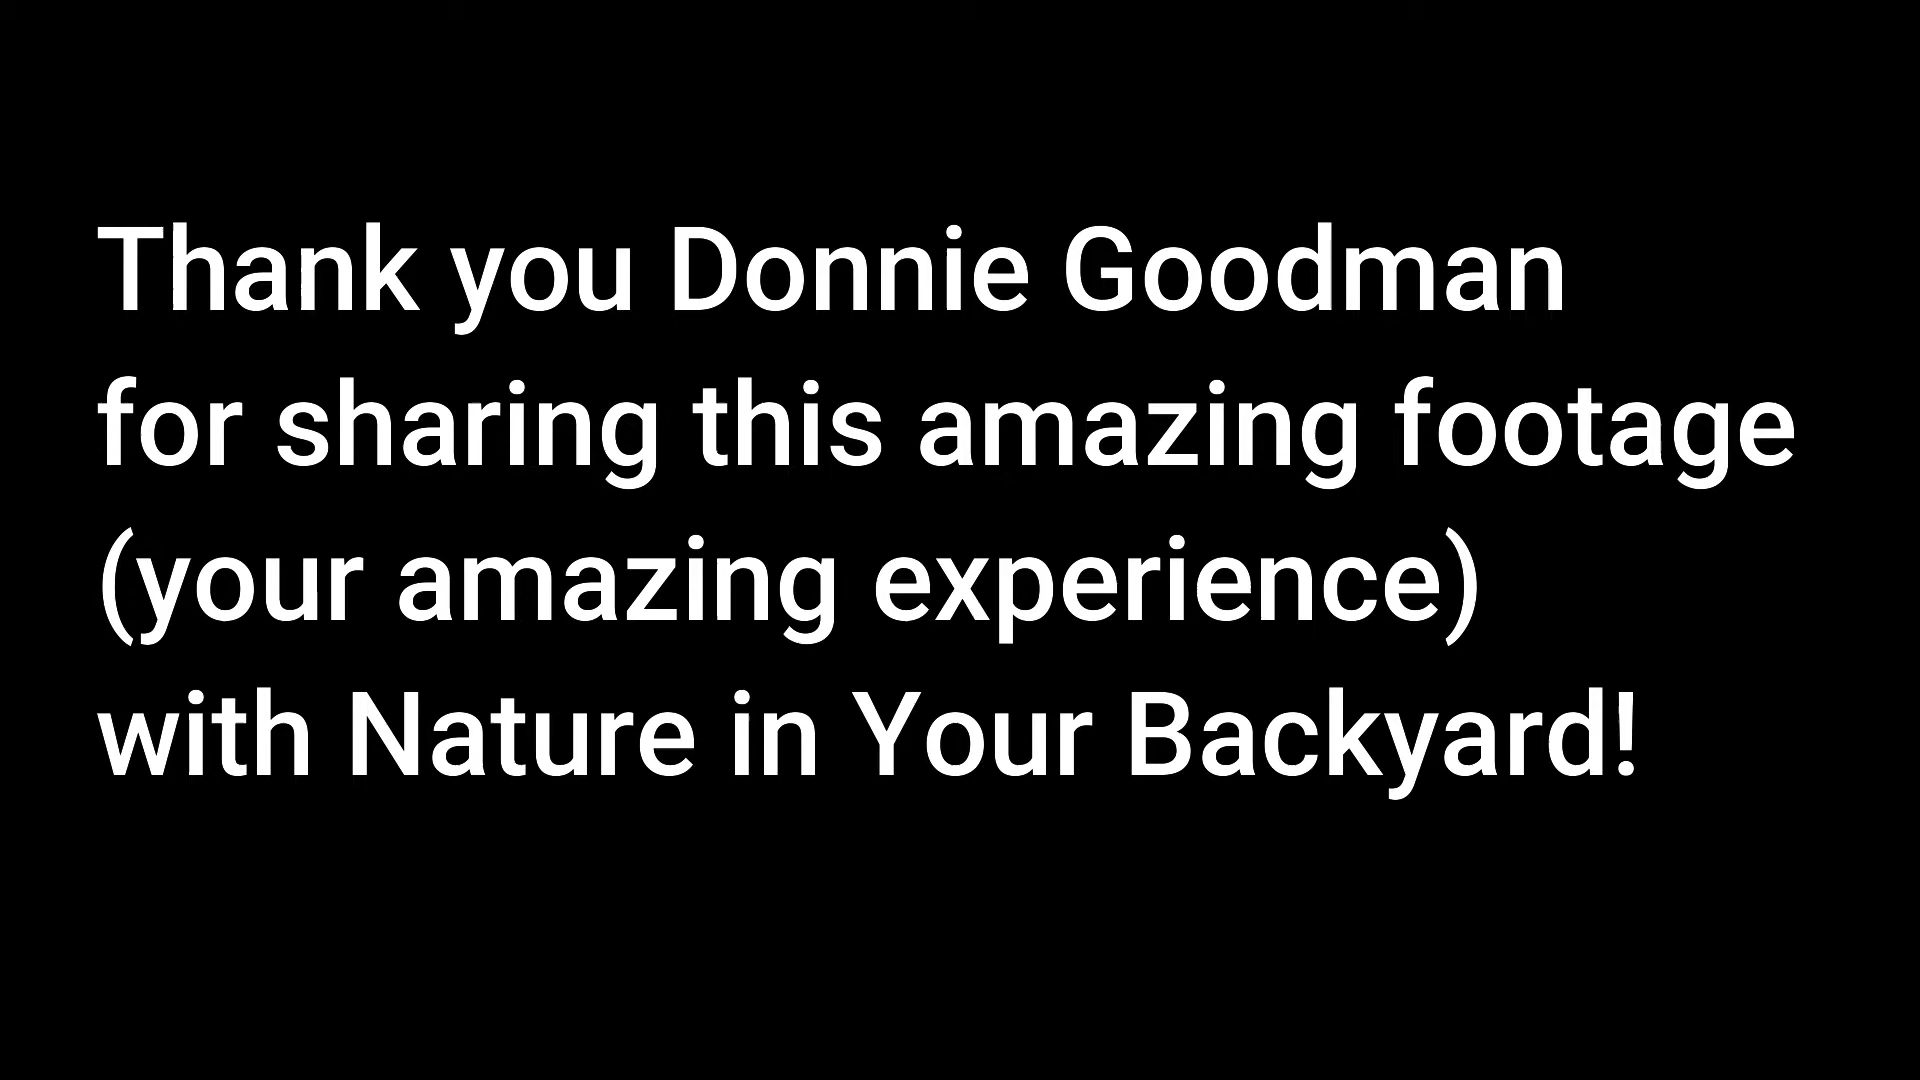 Thank you Donnie Goodman
for sharing this amazing footage
(your amazing experience)
with Nature in Your Backyard!